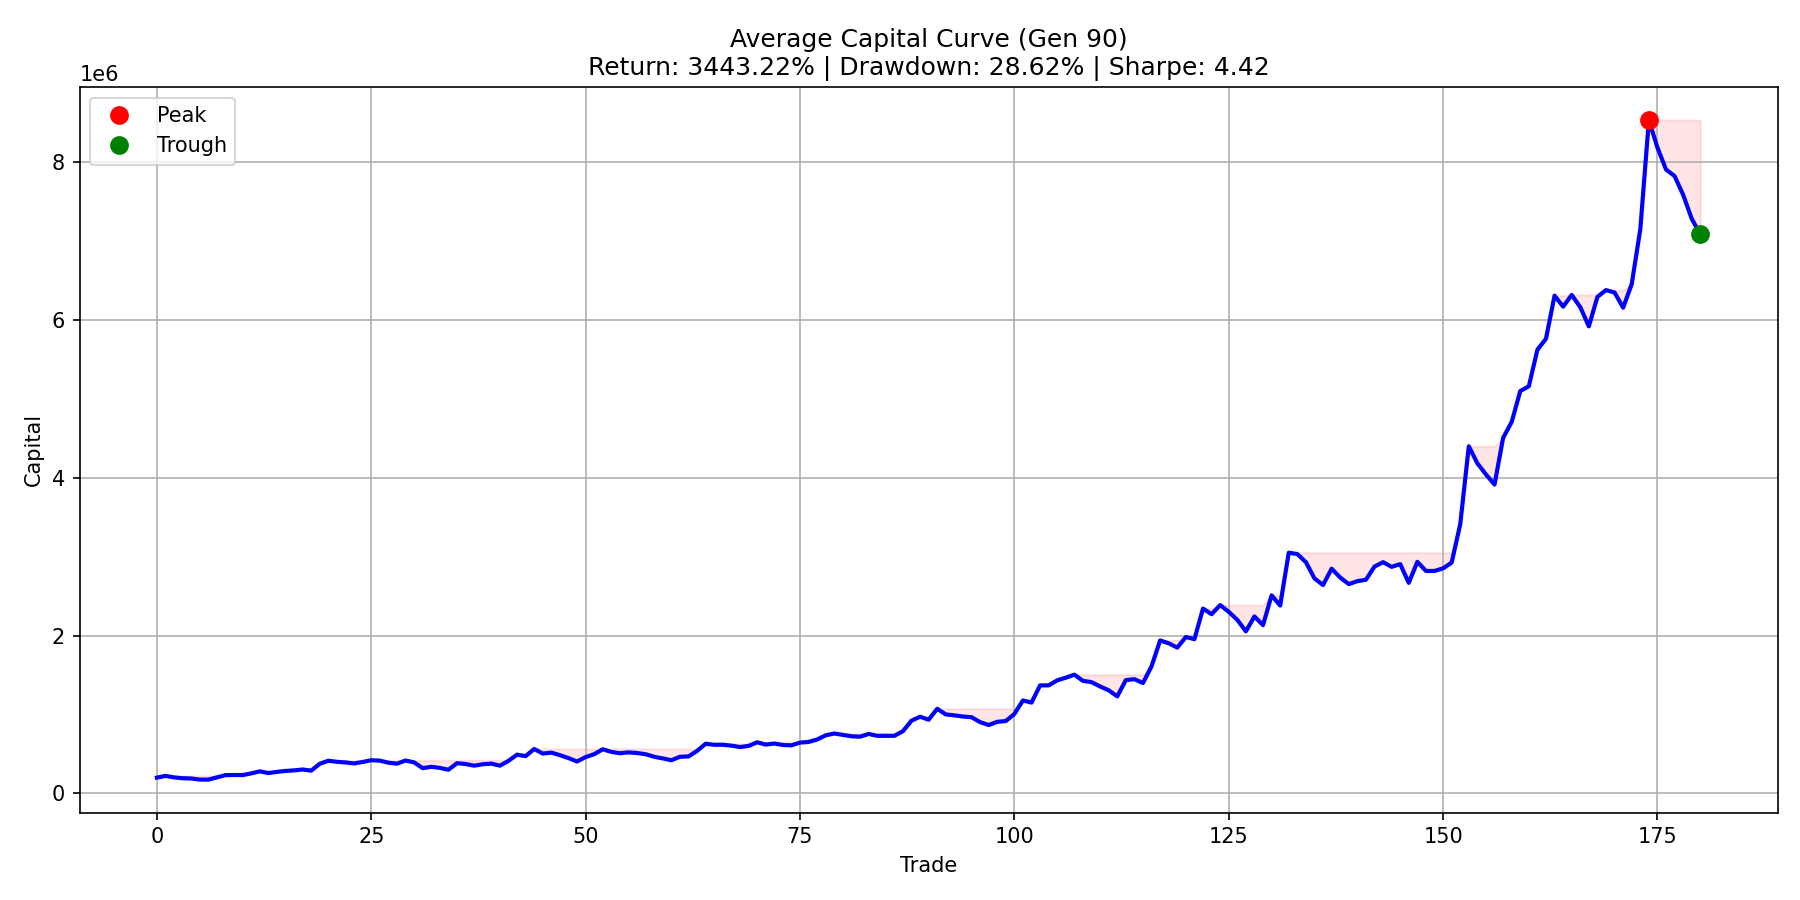 Average Capital Curve (Gen 90)
Return: 3443.22% | Drawdown: 28.62% | Sharpe: 4.42
1e6
Peak
Trough
8
6
4
2
0
Capital
0 25 50 75 100 125 150 175
Trade